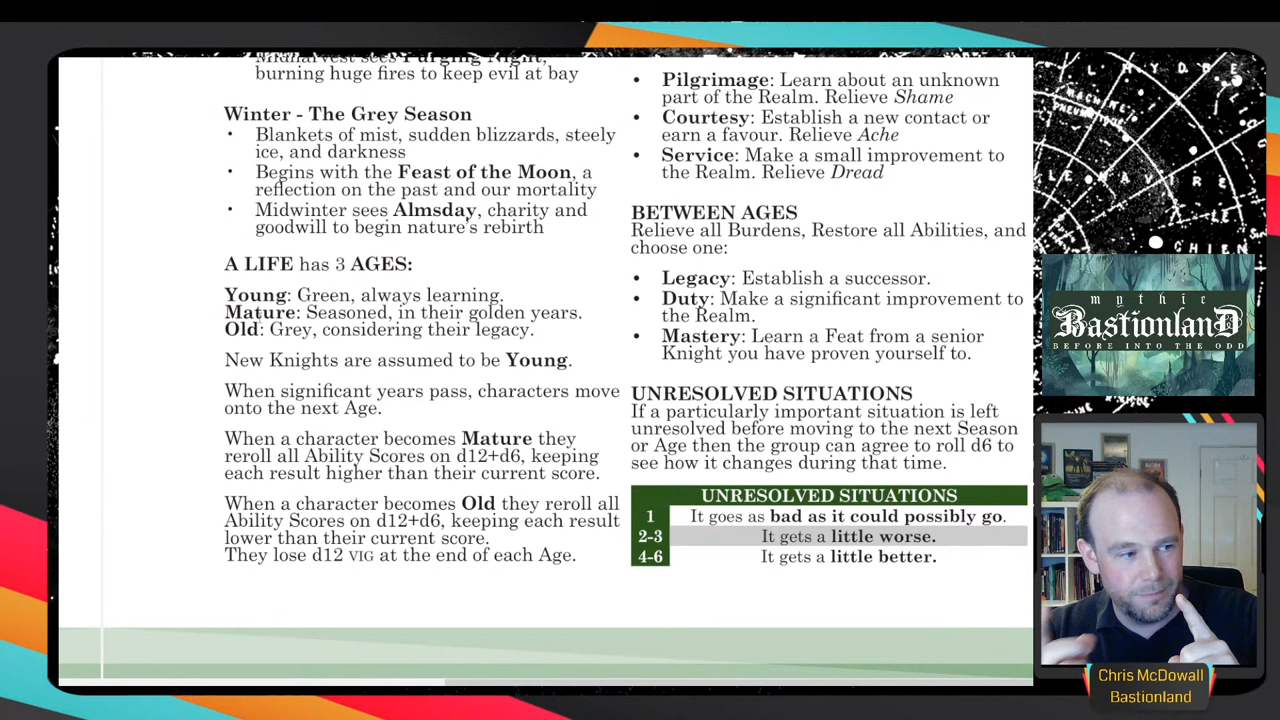 Midharvest sees Purging Night,
burning huge fires to keep evil at bay
Winter - The Grey Season
• Blankets of mist, sudden blizzards, steely
ice, and darkness
• Begins with the Feast of the Moon, a
reflection on the past and our mortality
• Midwinter sees Almsday, charity and
goodwill to begin nature's rebirth
A LIFE has 3 AGES:
Young: Green, always learning.
Mature: Seasoned, in their golden years.
Old: Grey, considering their legacy.
New Knights are assumed to be Young.
When significant years pass, characters move
onto the next Age.
When a character becomes Mature they
reroll all Ability Scores on d12+d6, keeping
each result higher than their current score.
When a character becomes Old they reroll all
Ability Scores on d12+d6, keeping each result
lower than their current score.
They lose d12 VIG at the end of each Age.
• Pilgrimage: Learn about an unknown
part of the Realm. Relieve Shame
• Courtesy: Establish a new contact or
earn a favour. Relieve Ache
• Service: Make a small improvement to
the Realm. Relieve Dread
BETWEEN AGES
Relieve all Burdens, Restore all Abilities, and
choose one:
• Legacy: Establish a successor.
• Duty: Make a significant improvement to
the Realm.
• Mastery: Learn a Feat from a senior
Knight you have proven yourself to.
UNRESOLVED SITUATIONS
If a particularly important situation is left
unresolved before moving to the next Season
or Age then the group can agree to roll d6 to
see how it changes during that time.
UNRESOLVED SITUATIONS
1 It goes as bad as it could possibly go.
2-3 It gets a little worse.
4-6 It gets a little better.
mythic
BastionlanD
BEFORE INTO THE ODD
Chris McDowall
Bastionland